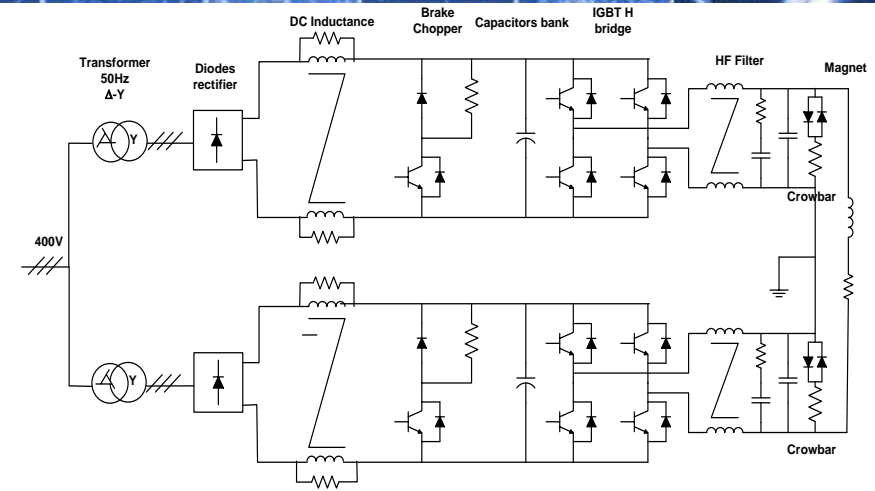 DC Inductance
Brake
Chopper
Capacitors bank
IGBT H
bridge
Transformer
50Hz
Δ-Y
Diodes
rectifier
HF Filter
Magnet
Y
Crowbar
400V
Y
Crowbar